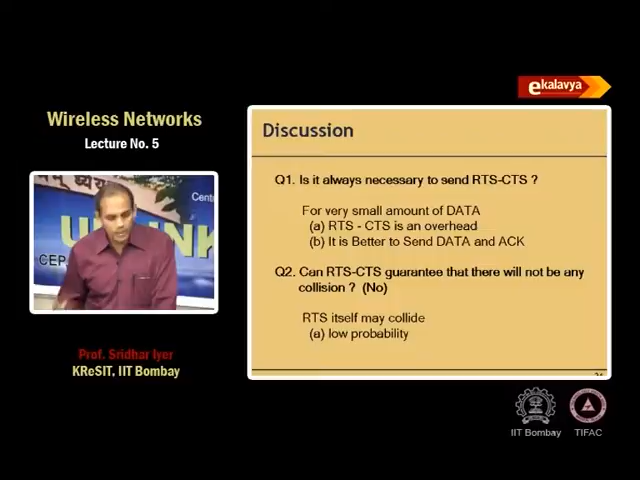 ekalavya
Wireless Networks
Lecture No. 5
Discussion
Q1. Is it always necessary to send RTS-CTS ?
For very small amount of DATA
(a) RTS - CTS is an overhead
(b) It is Better to Send DATA and ACK
Q2. Can RTS-CTS guarantee that there will not be any
collision ? (No)
RTS itself may collide
(a) low probability
Prof. Sridhar Iyer
KReSIT, IIT Bombay
IIT Bombay
TIFAC